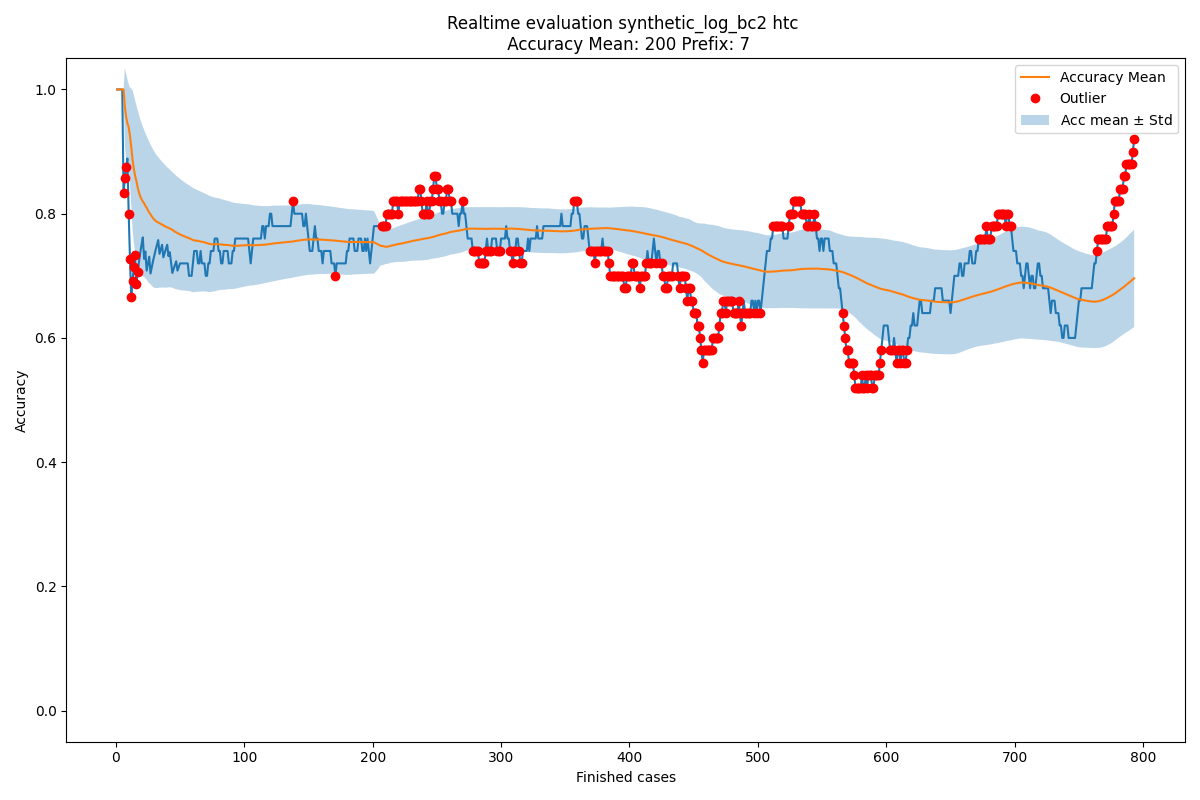 Realtime evaluation synthetic_log_bc2 htc
Accuracy Mean: 200 Prefix: 7
Accuracy Mean
Outlier
Acc mean ± Std
Accuracy
1.0
0.8
0.6
0.4
0.2
0.0
0 100 200 300 400 500 600 700 800
Finished cases